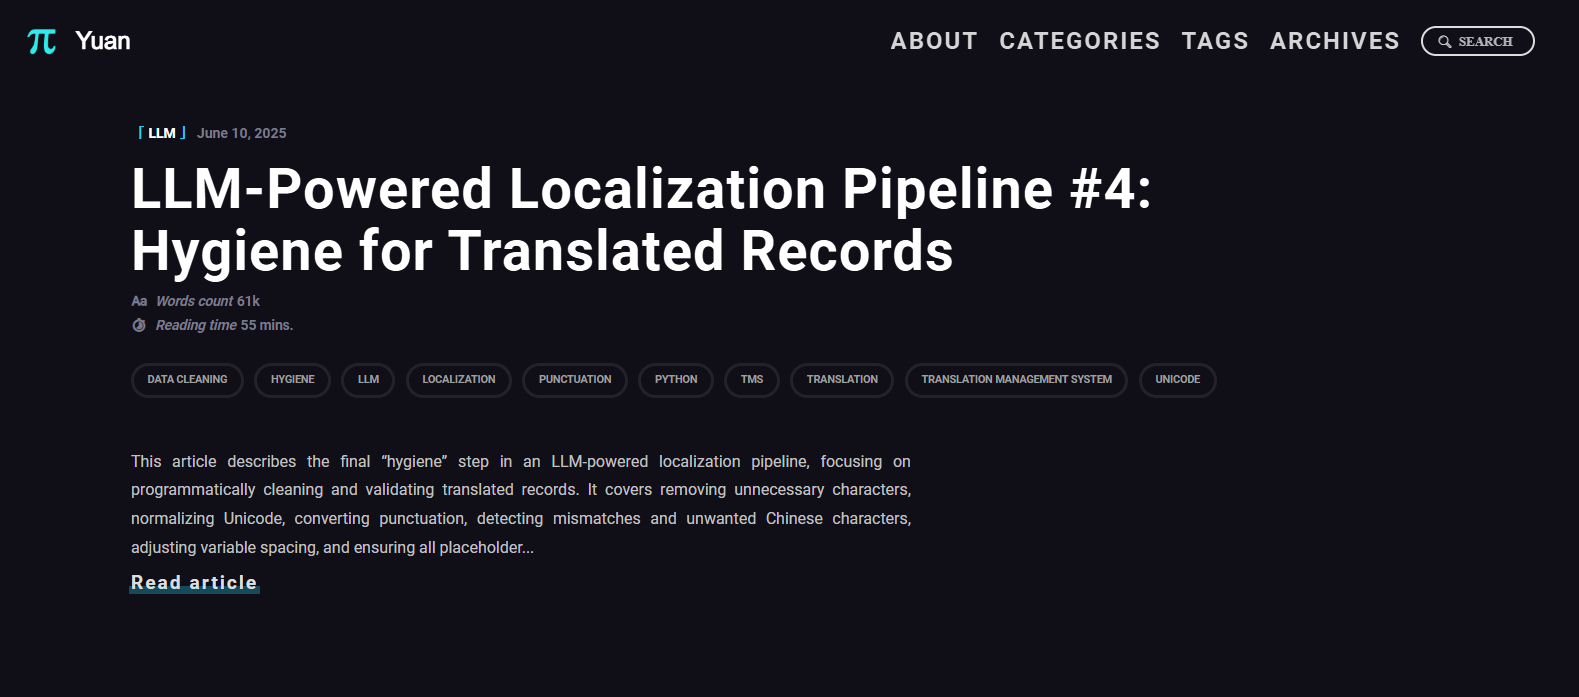 π Yuan
ABOUT CATEGORIES TAGS ARCHIVES SEARCH
「LLM」 June 10, 2025
LLM-Powered Localization Pipeline #4:
Hygiene for Translated Records
Aa Words count 61k
Reading time 55 mins.
DATA CLEANING HYGIENE LLM LOCALIZATION PUNCTUATION PYTHON TMS TRANSLATION TRANSLATION MANAGEMENT SYSTEM UNICODE
This article describes the final “hygiene” step in an LLM-powered localization pipeline, focusing on
programmatically cleaning and validating translated records. It covers removing unnecessary characters,
normalizing Unicode, converting punctuation, detecting mismatches and unwanted Chinese characters,
adjusting variable spacing, and ensuring all placeholder...
Read article